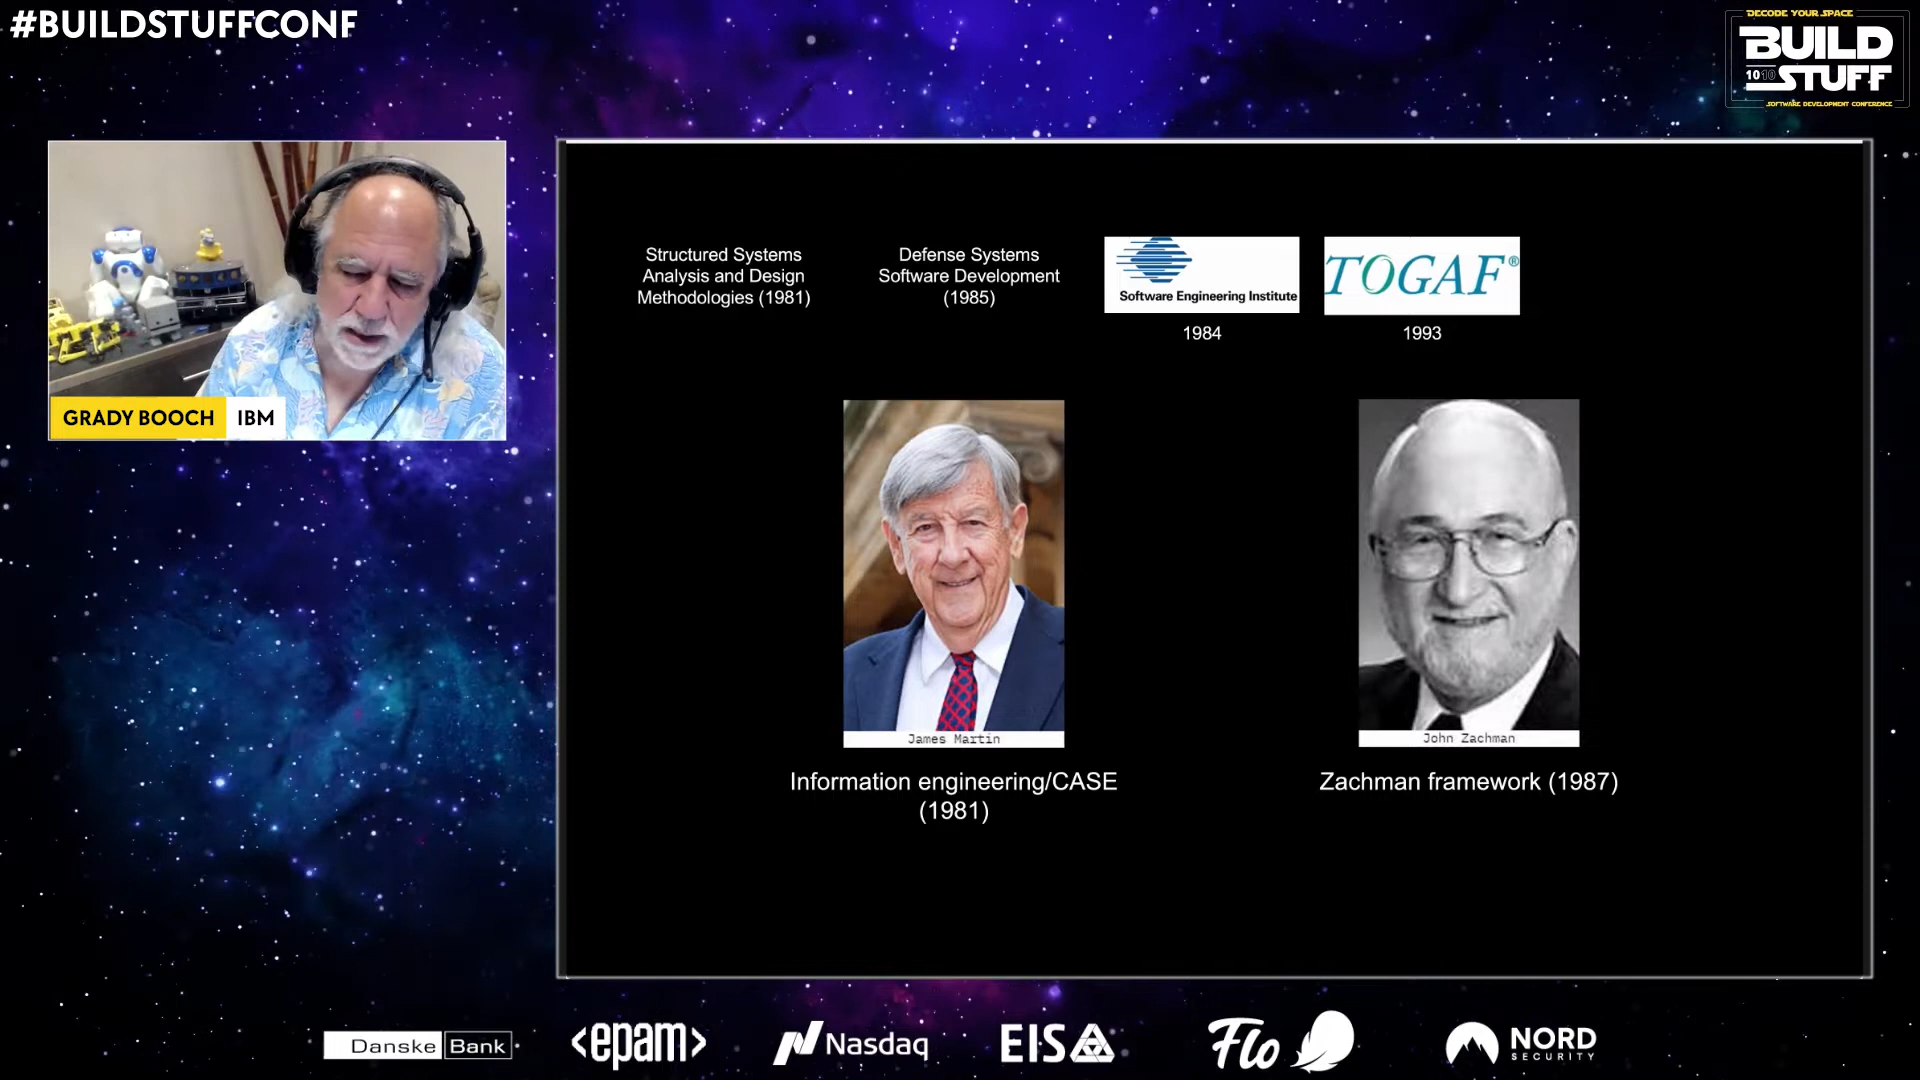 #BUILDSTUFFCONF
DECODE YOUR SPACE
BUILD
1010 STUFF
SOFTWARE DEVELOPMENT CONFERENCE
GRADY BOOCH IBM
Structured Systems
Analysis and Design
Methodologies (1981)
Defense Systems
Software Development
(1985)
Software Engineering Institute
1984
TOGAF®
1993
James Martin
Information engineering/CASE
(1981)
John Zachman
Zachman framework (1987)
Danske Bank
<epam>
Nasdaq
EIS
Flo
NORD
SECURITY